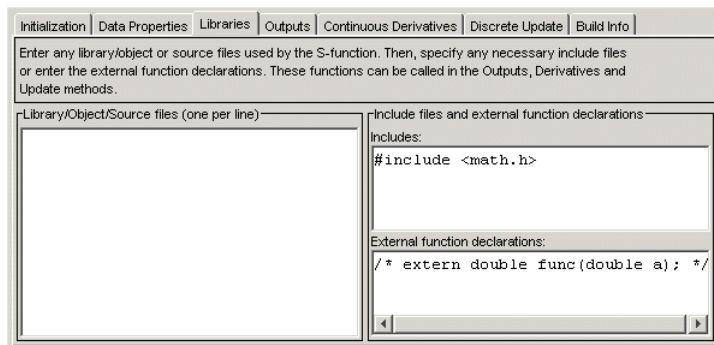 Initialization Data Properties Libraries Outputs Continuous Derivatives Discrete Update Build Info
Enter any library/object or source files used by the S-function. Then, specify any necessary include files
or enter the external function declarations. These functions can be called in the Outputs, Derivatives and
Update methods.
Library/Object/Source files (one per line)
Include files and external function declarations
Includes:
#include <math.h>
External function declarations:
/* extern double func(double a); */